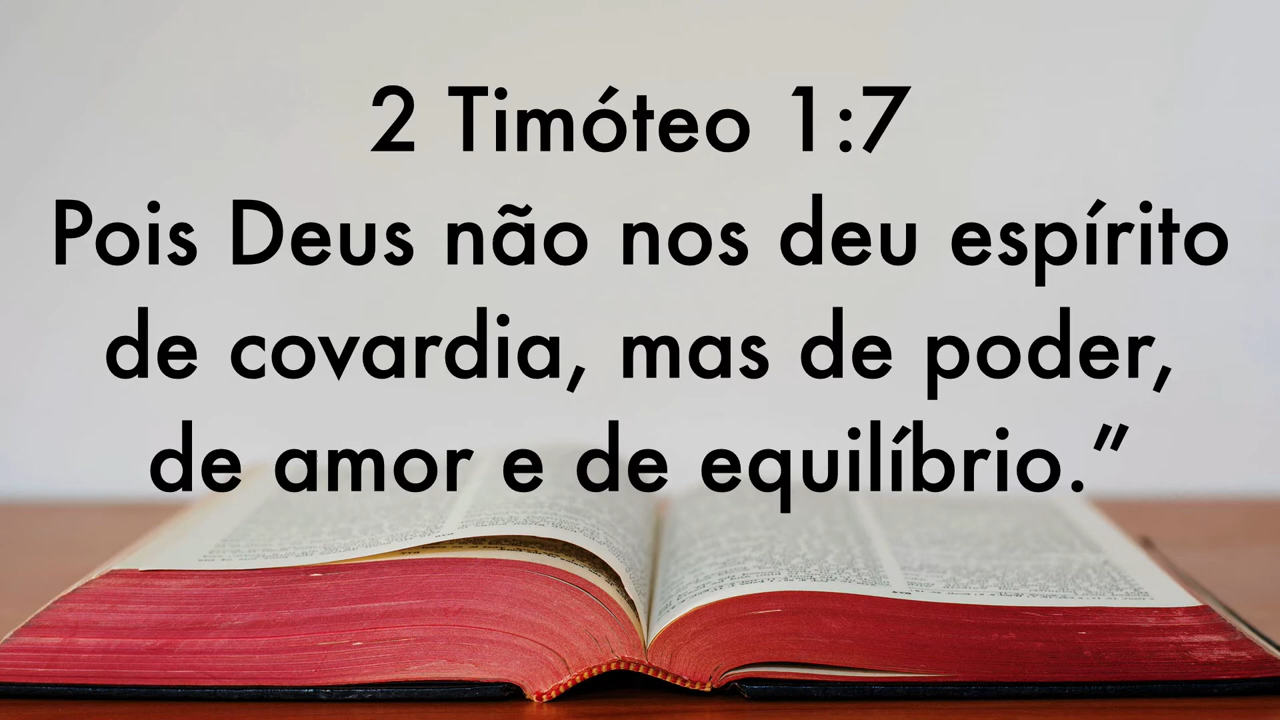 2 Timóteo 1:7
Pois Deus não nos deu espírito
de covardia, mas de poder,
de amor e de equilíbrio.”